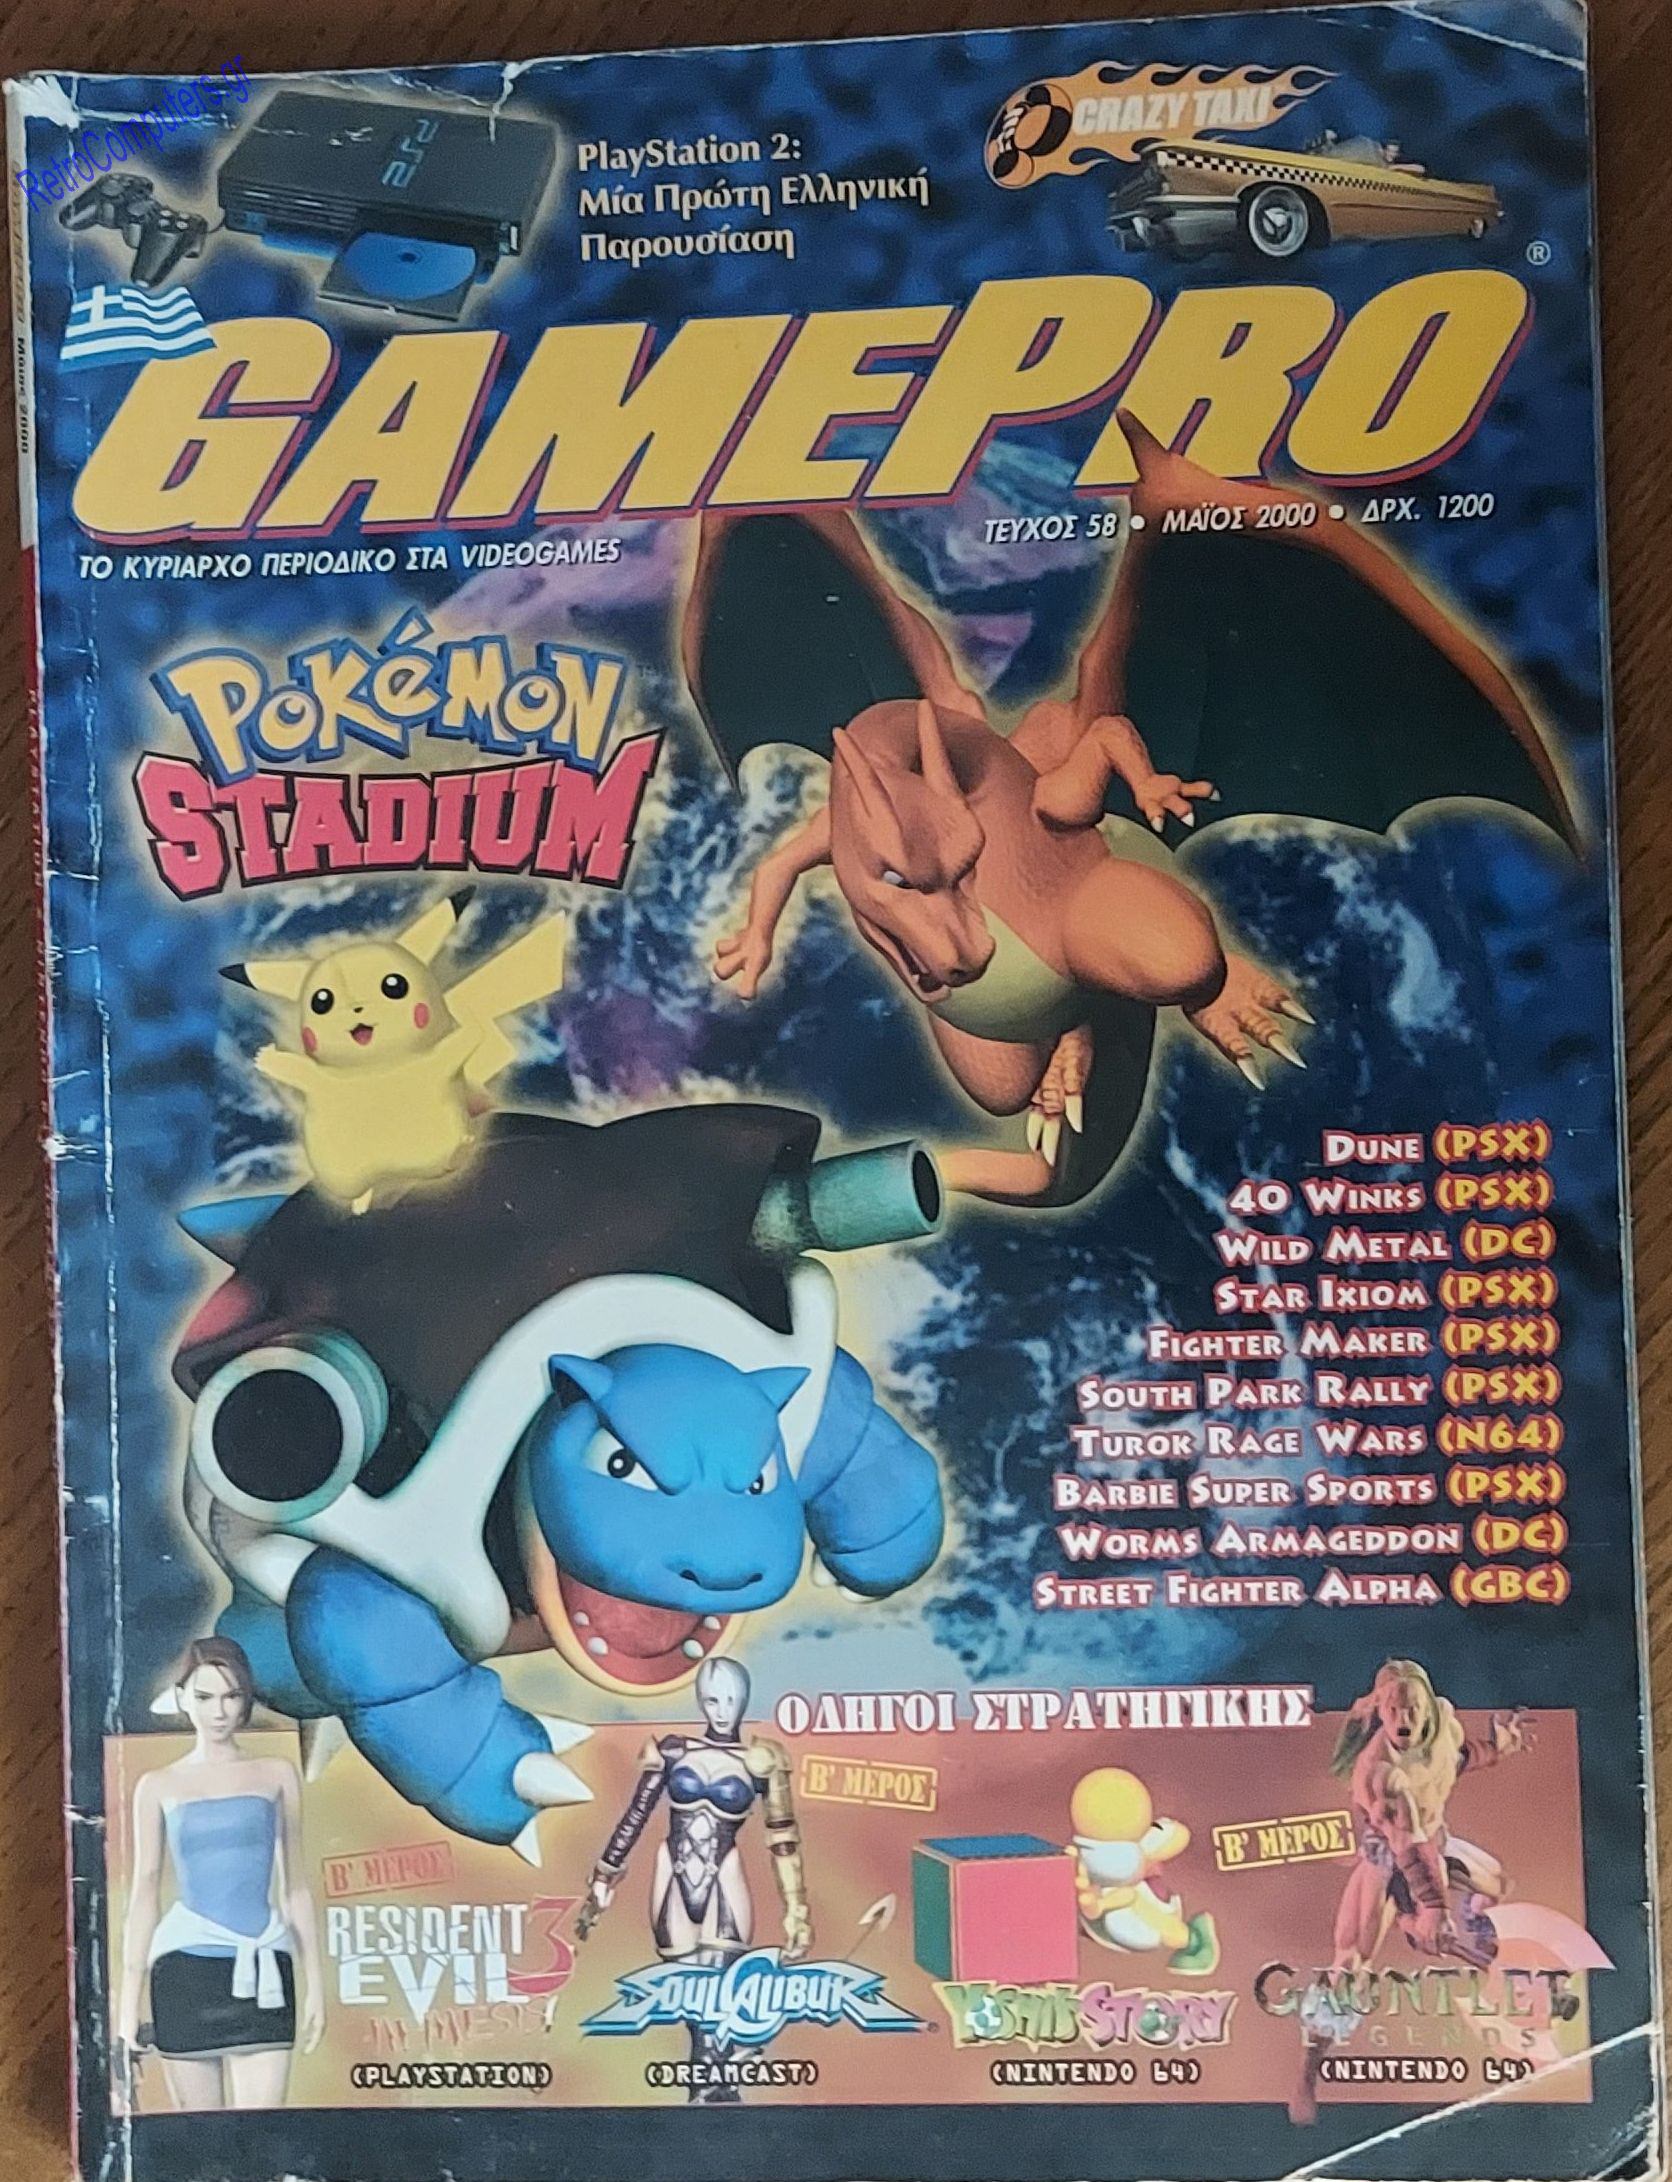 RetroComputers.gr
PS2
PlayStation 2:
Μία Πρώτη Ελληνική
Παρουσίαση
CRAZY TAXI
GAMEPRO
®
Μάιος 2000
ΤΕΥΧΟΣ 58 • ΜΑΪΟΣ 2000 • ΔΡΧ. 1200
ΤΟ ΚΥΡΙΑΡΧΟ ΠΕΡΙΟΔΙΚΟ ΣΤΑ VIDEOGAMES
POKéMON
STADIUM
DUNE (PSX)
40 WINKS (PSX)
WILD METAL (DC)
STAR IXIOM (PSX)
FIGHTER MAKER (PSX)
SOUTH PARK RALLY (PSX)
TUROK RAGE WARS (N64)
BARBIE SUPER SPORTS (PSX)
WORMS ARMAGEDDON (DC)
STREET FIGHTER ALPHA (GBC)
ΟΔΗΓΟΙ ΣΤΡΑΤΗΓΙΚΗΣ
Β' ΜΕΡΟΣ
RESIDENT
EVIL 3
NEMESIS
(PLAYSTATION)
Β' ΜΕΡΟΣ
SOULCALIBUR
(DREAMCAST)
YOSHI'S STORY
(NINTENDO 64)
Β' ΜΕΡΟΣ
GAUNTLET
LEGENDS
(NINTENDO 64)